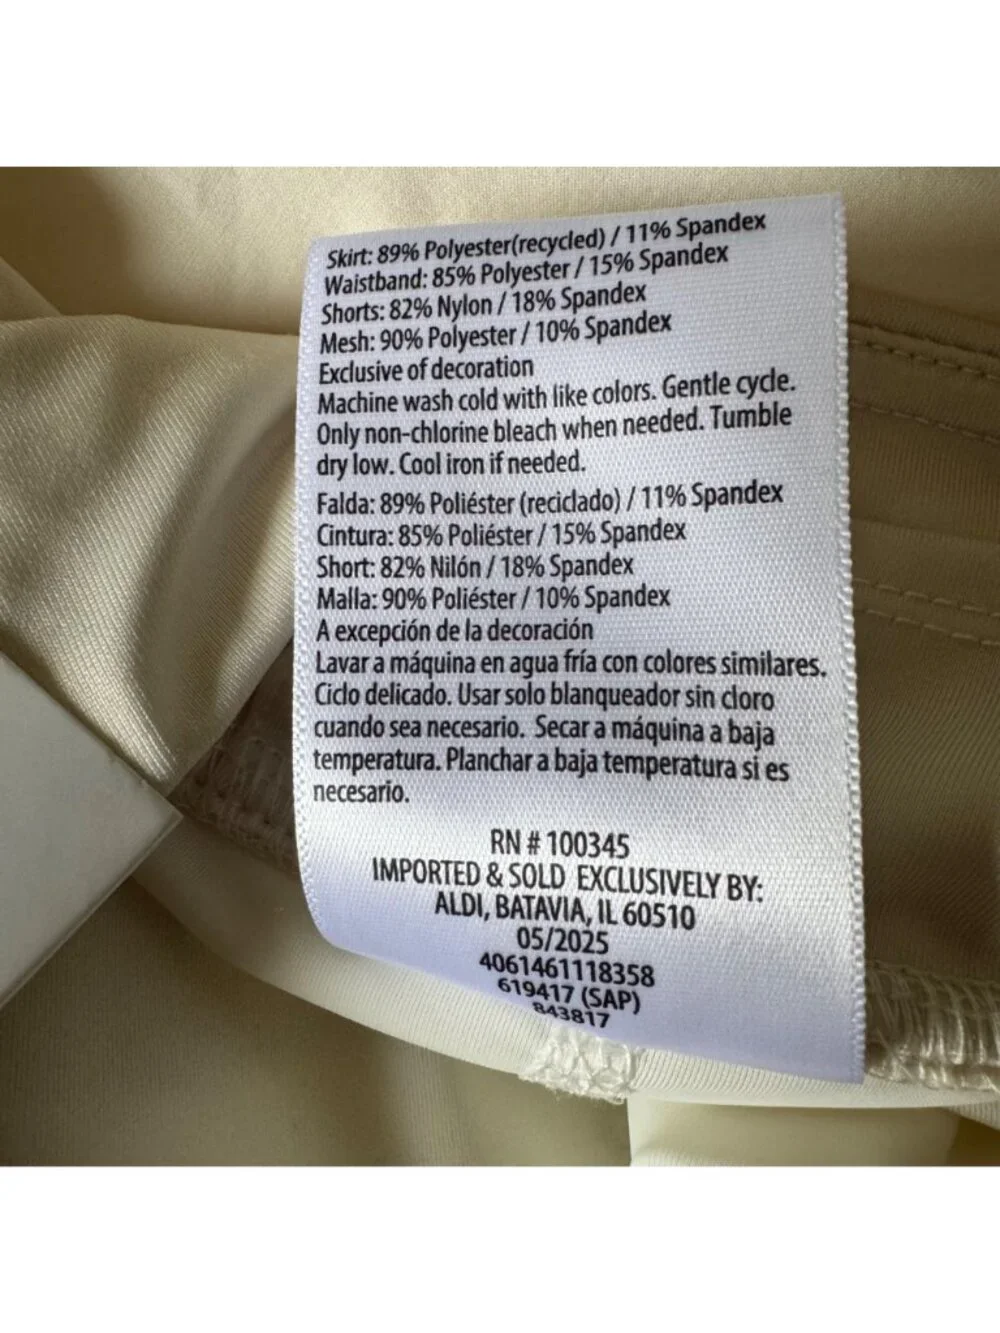 Skirt: 89% Polyester(recycled) / 11% Spandex
Waistband: 85% Polyester / 15% Spandex
Shorts: 82% Nylon / 18% Spandex
Mesh: 90% Polyester / 10% Spandex
Exclusive of decoration
Machine wash cold with like colors. Gentle cycle.
Only non-chlorine bleach when needed. Tumble
dry low. Cool iron if needed.
Falda: 89% Poliéster (reciclado) / 11% Spandex
Cintura: 85% Poliéster / 15% Spandex
Short: 82% Nilón / 18% Spandex
Malla: 90% Poliéster / 10% Spandex
A excepción de la decoración
Lavar a máquina en agua fría con colores similares.
Ciclo delicado. Usar solo blanqueador sin cloro
cuando sea necesario. Secar a máquina a baja
temperatura. Planchar a baja temperatura si es
necesario.
RN # 100345
IMPORTED & SOLD EXCLUSIVELY BY:
ALDI, BATAVIA, IL 60510
05/2025
4061461118358
619417 (SAP)
843817